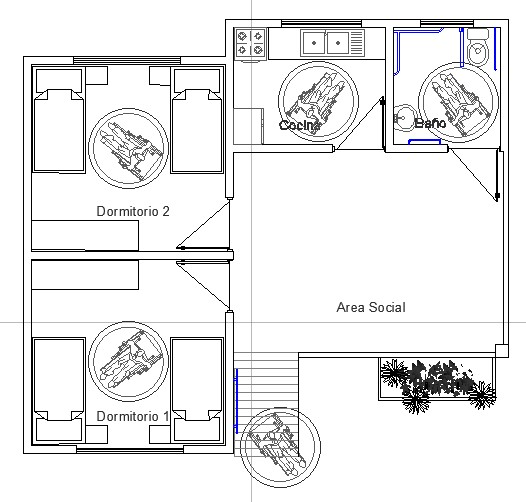 Cocina
Baño
Dormitorio 2
Area Social
Dormitorio 1